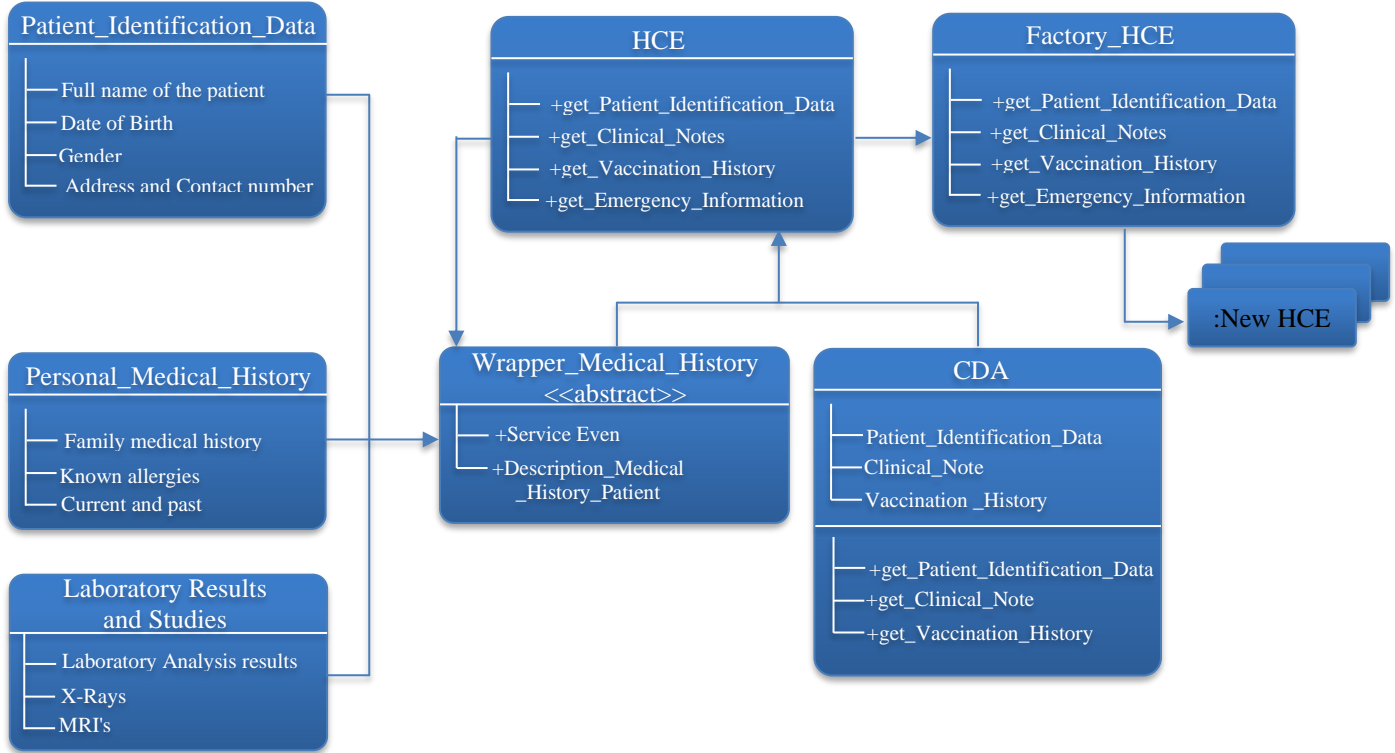 Patient_Identification_Data
Full name of the patient
Date of Birth
Gender
Address and Contact number
HCE
+get_Patient_Identification_Data
+get_Clinical_Notes
+get_Vaccination_History
+get_Emergency_Information
Factory_HCE
+get_Patient_Identification_Data
+get_Clinical_Notes
+get_Vaccination_History
+get_Emergency_Information
:New HCE
Personal_Medical_History
Family medical history
Known allergies
Current and past
Wrapper_Medical_History
<<abstract>>
+Service Even
+Description_Medical
_History_Patient
CDA
Patient_Identification_Data
Clinical_Note
Vaccination _History
+get_Patient_Identification_Data
+get_Clinical_Note
+get_Vaccination_History
Laboratory Results
and Studies
Laboratory Analysis results
X-Rays
MRI's